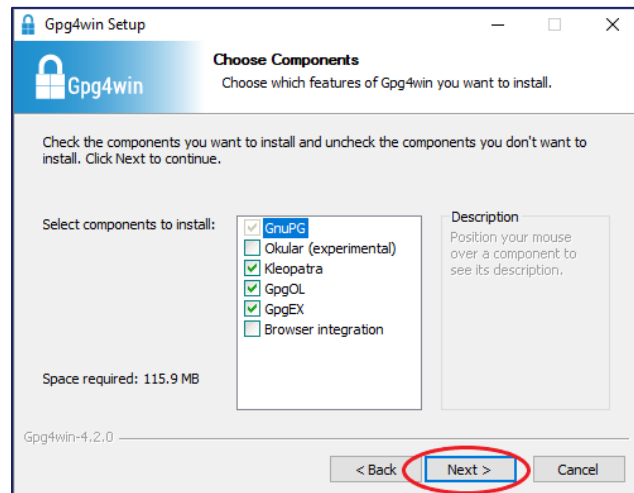 Gpg4win Setup
Gpg4win
Choose Components
Choose which features of Gpg4win you want to install.
Check the components you want to install and uncheck the components you don't want to
install. Click Next to continue.
Select components to install:
GnuPG
Okular (experimental)
Kleopatra
GpgOL
GpgEX
Browser integration
Description
Position your mouse
over a component to
see its description.
Space required: 115.9 MB
Gpg4win-4.2.0
< Back
Next >
Cancel